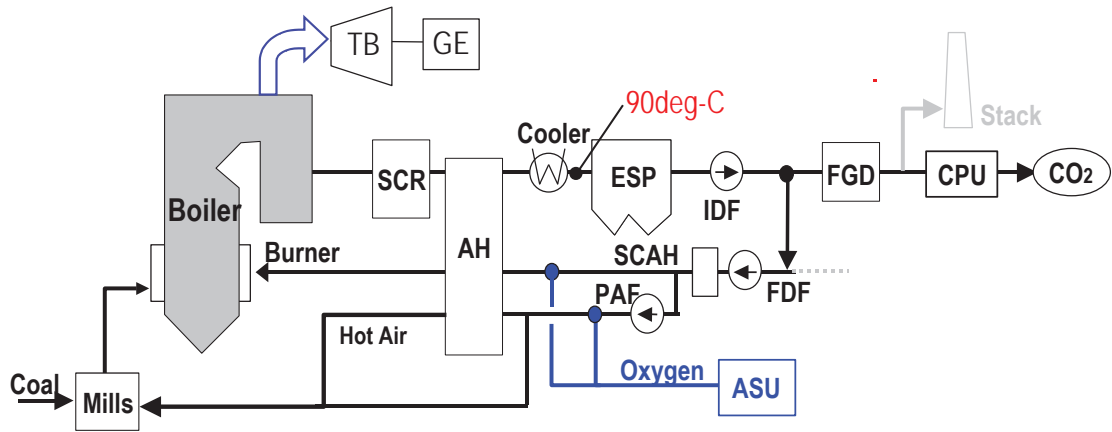 TB
GE
90deg-C
Cooler
Stack
SCR
ESP
FGD
CPU
CO2
IDF
Boiler
AH
Burner
SCAH
FDF
PAF
Hot Air
Coal
Mills
Oxygen
ASU